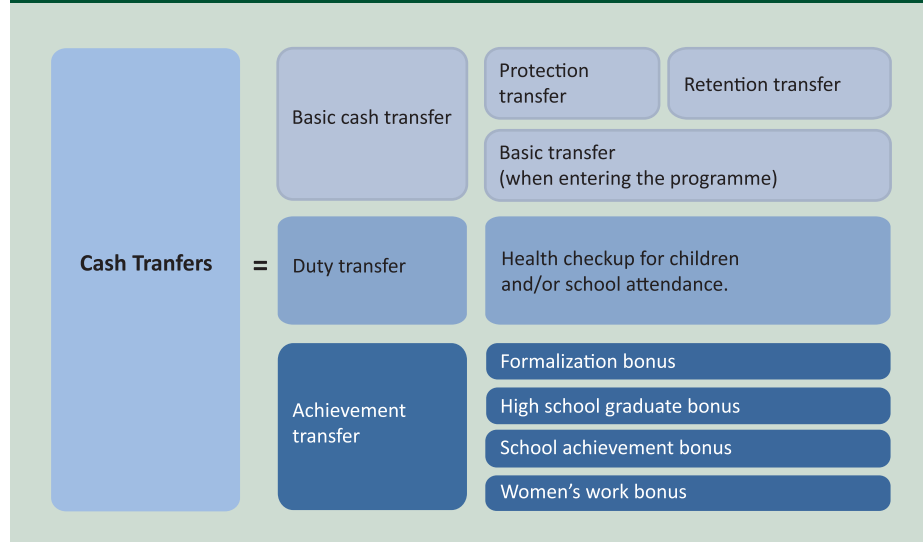 Cash Tranfers
=
Basic cash transfer
Protection
transfer
Retention transfer
Basic transfer
(when entering the programme)
Duty transfer
Health checkup for children
and/or school attendance.
Achievement
transfer
Formalization bonus
High school graduate bonus
School achievement bonus
Women’s work bonus